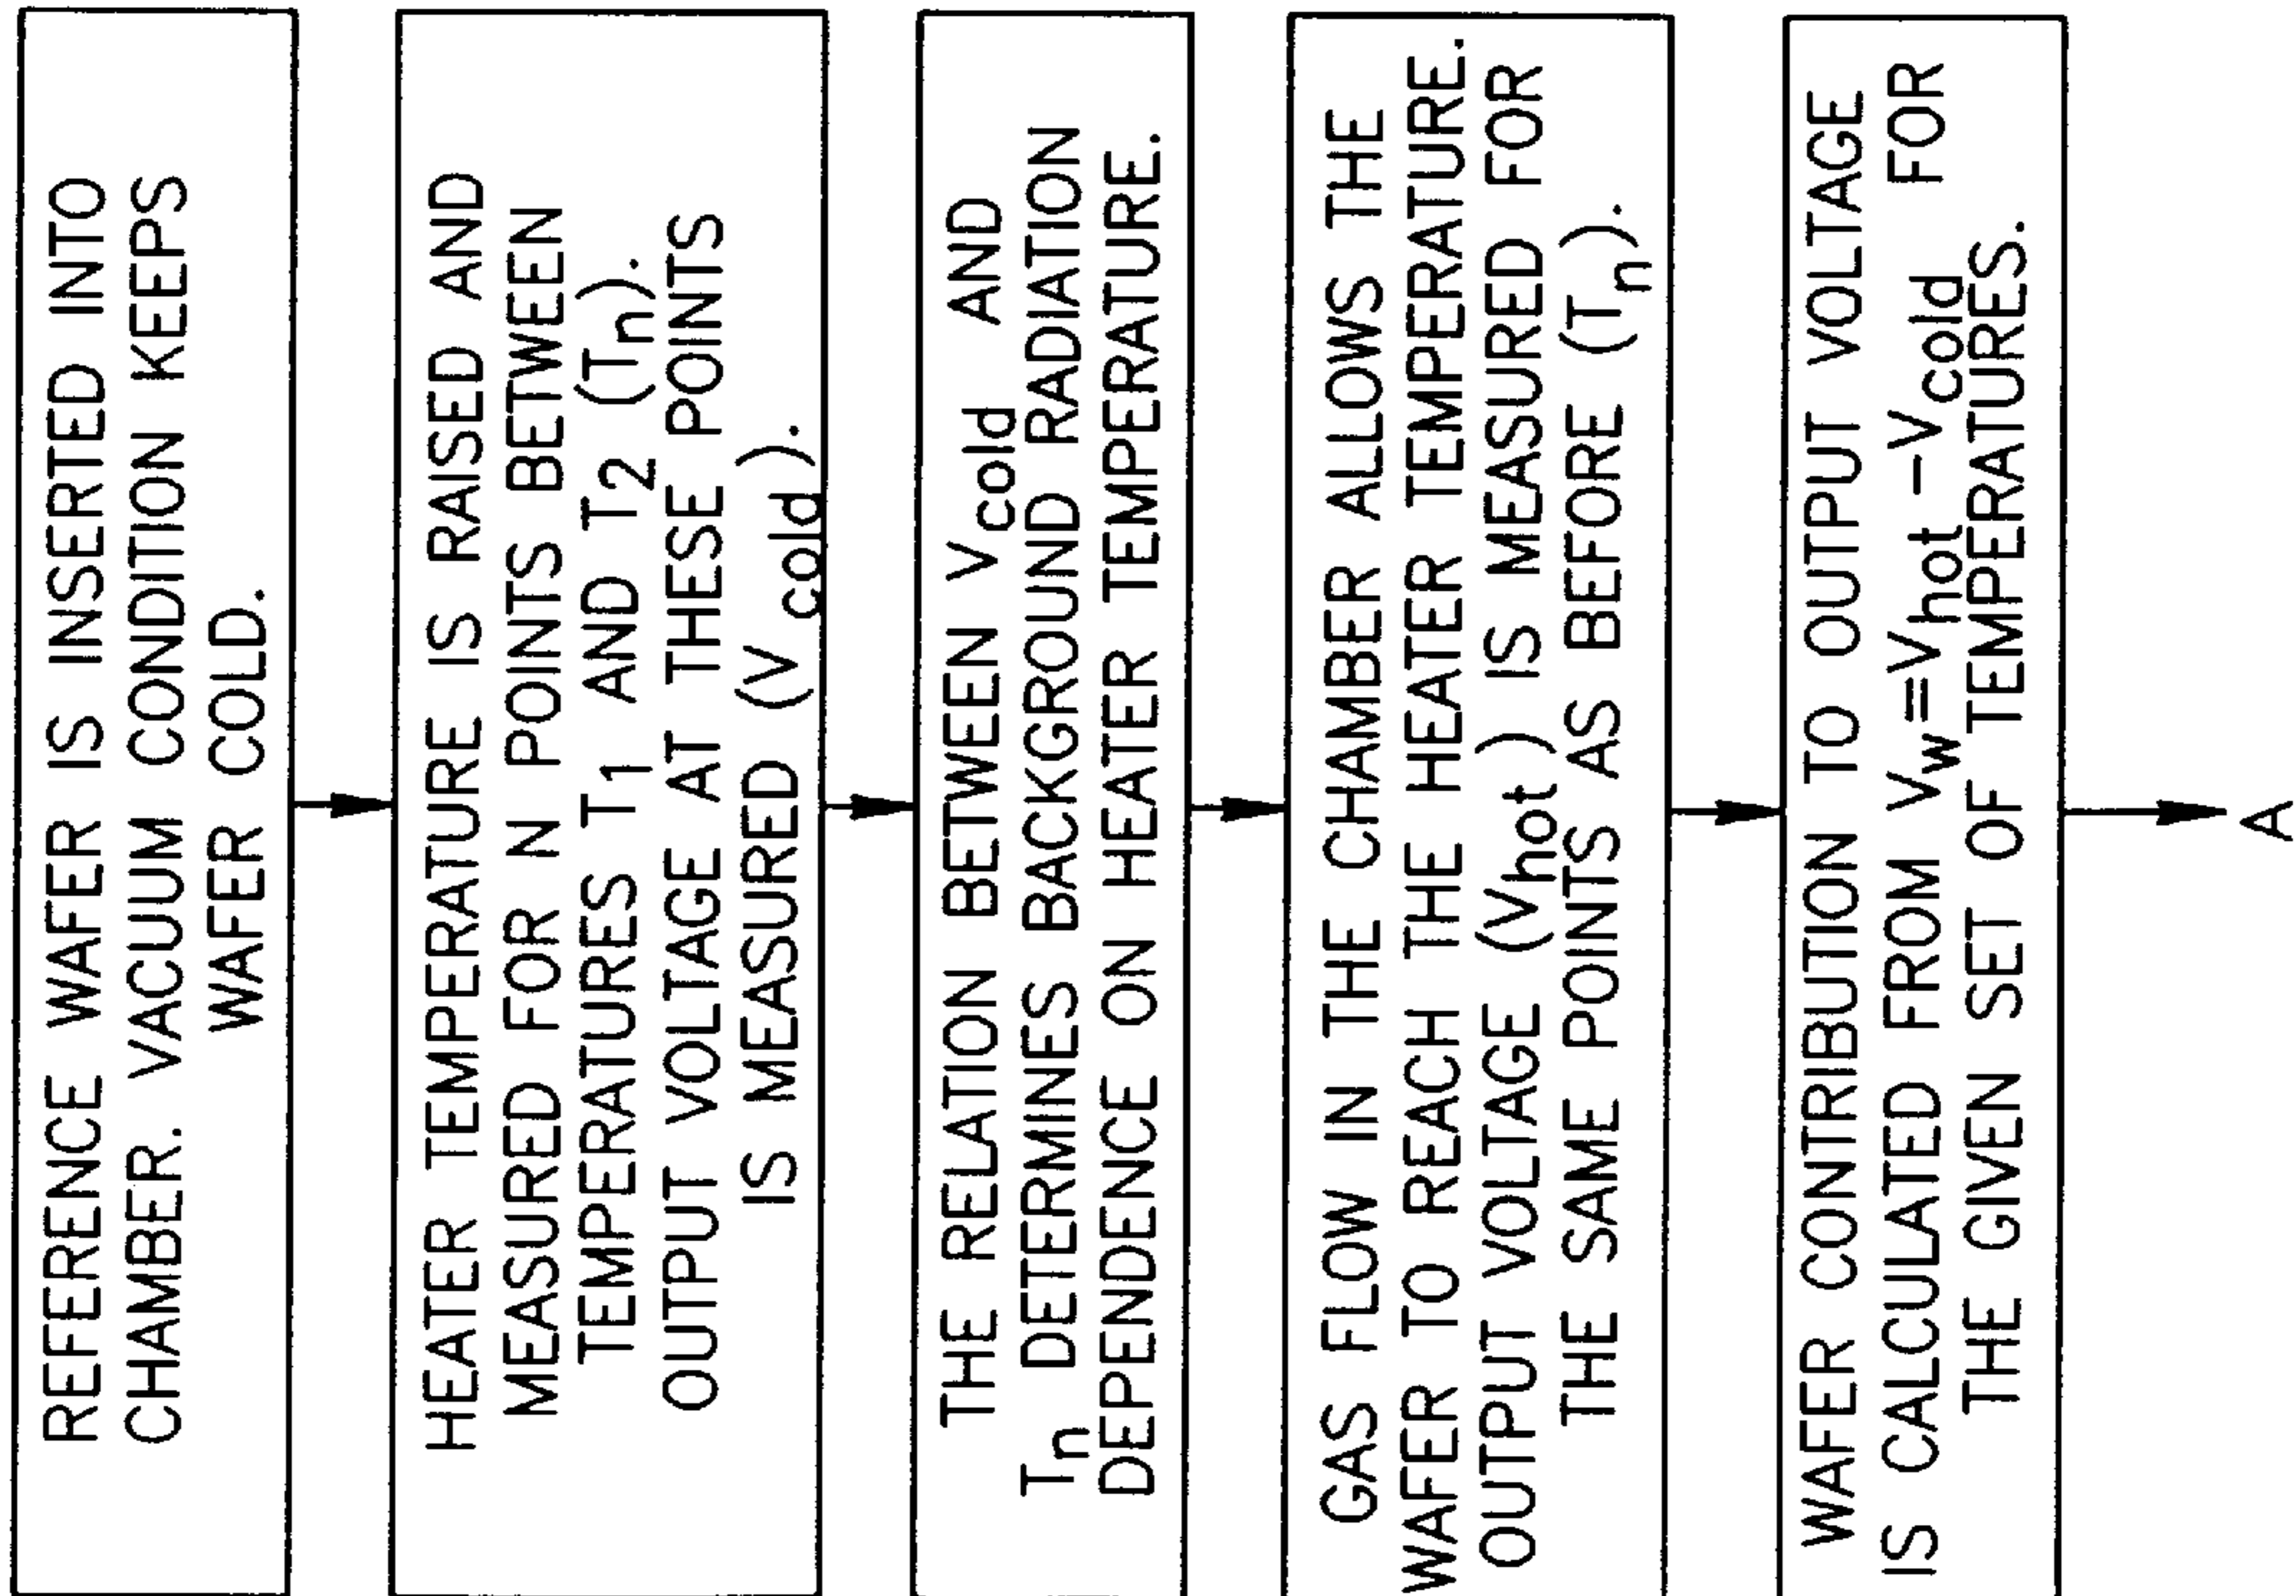 REFERENCE WAFER IS INSERTED INTO
CHAMBER. VACUUM CONDITION KEEPS
WAFER COLD.
HEATER TEMPERATURE IS RAISED AND
MEASURED FOR N POINTS BETWEEN
TEMPERATURES T1 AND T2 (Tn).
OUTPUT VOLTAGE AT THESE POINTS
IS MEASURED (V cold).
THE RELATION BETWEEN Vcold AND
Tn DETERMINES BACKGROUND RADIATION
DEPENDENCE ON HEATER TEMPERATURE.
GAS FLOW IN THE CHAMBER ALLOWS THE
WAFER TO REACH THE HEATER TEMPERATURE.
OUTPUT VOLTAGE (Vhot) IS MEASURED FOR
THE SAME POINTS AS BEFORE (Tn).
WAFER CONTRIBUTION TO OUTPUT VOLTAGE
IS CALCULATED FROM Vw=Vhot -Vcold FOR
THE GIVEN SET OF TEMPERATURES.
A